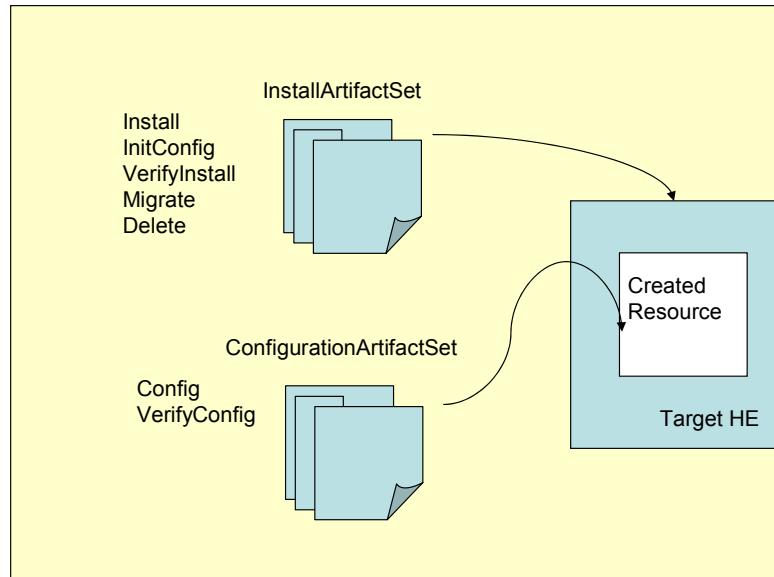 InstallArtifactSet
Install
InitConfig
VerifyInstall
Migrate
Delete
Created
Resource
ConfigurationArtifactSet
Config
VerifyConfig
Target HE